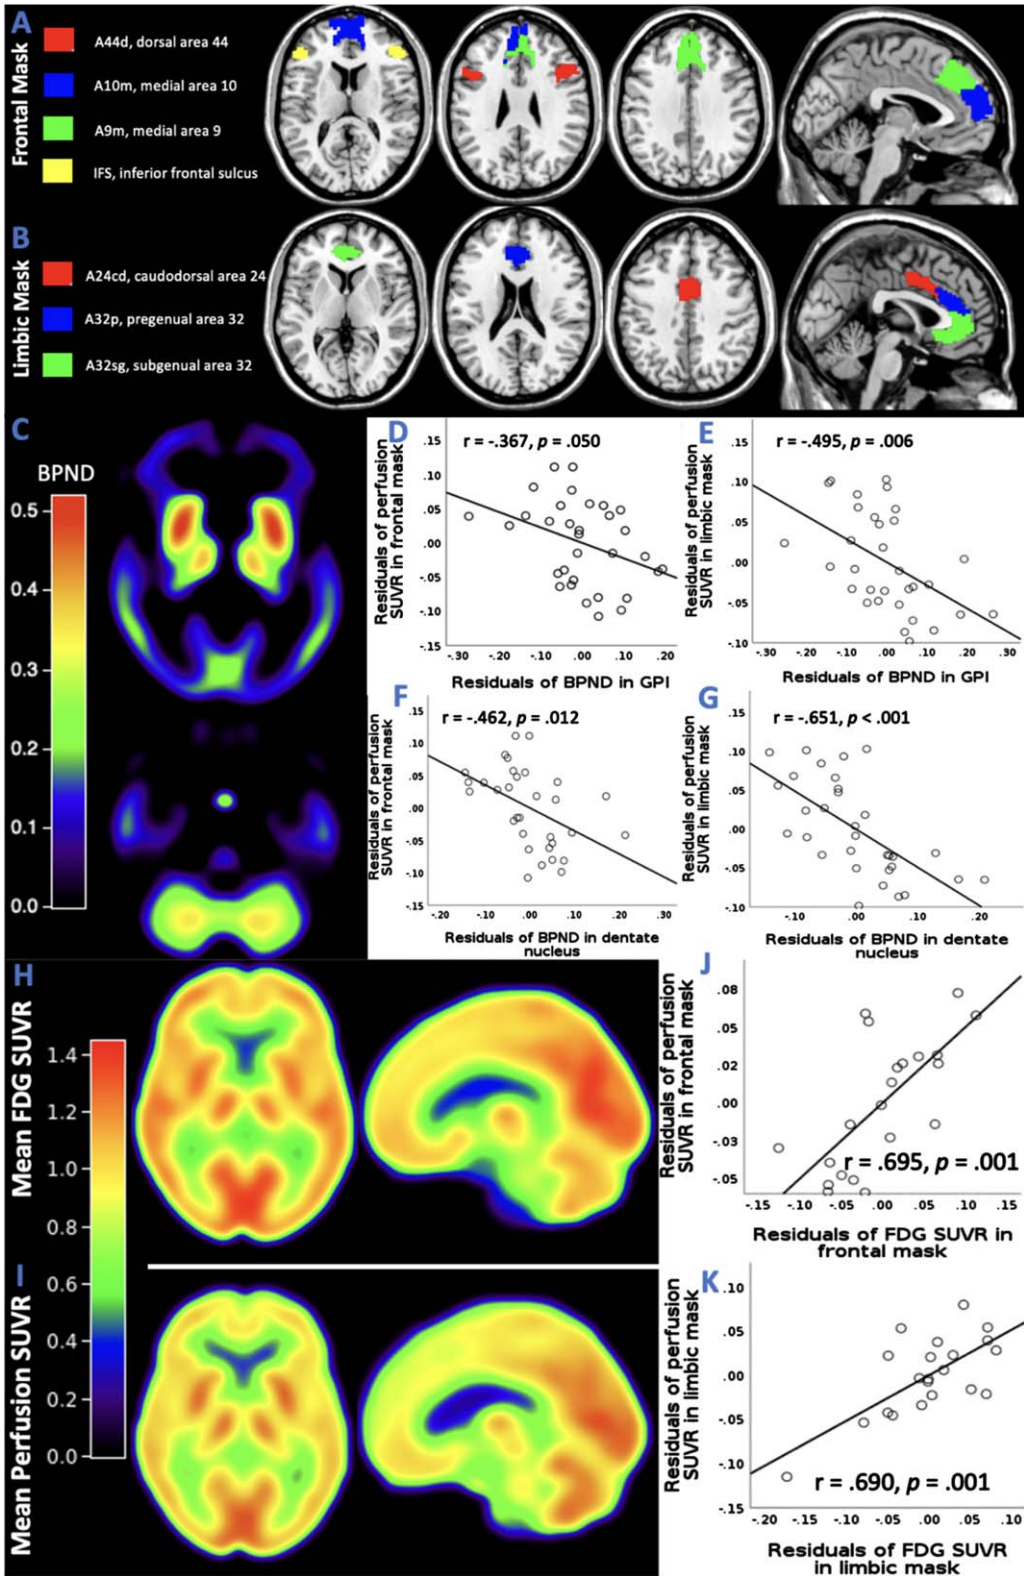 A
Frontal Mask
A44d, dorsal area 44
A10m, medial area 10
A9m, medial area 9
IFS, inferior frontal sulcus
B
Limbic Mask
A24cd, caudodorsal area 24
A32p, pregenual area 32
A32sg, subgenual area 32
C
BPND
0.5
0.4
0.3
0.2
0.1
0.0
D
r = -.367, p = .050
Residuals of perfusion
SUVR in frontal mask
.15
.10
.05
.00
-.05
-.10
-.15
-.30 -.20 -.10 .00 .10 .20
Residuals of BPND in GPI
E
r = -.495, p = .006
Residuals of perfusion
SUVR in limbic mask
.15
.10
.05
.00
-.05
-.10
-.30 -.20 -.10 .00 .10 .20 .30
Residuals of BPND in GPI
F
r = -.462, p = .012
Residuals of perfusion
SUVR in frontal mask
.15
.10
.05
.00
-.05
-.10
-.15
-.20 -.10 .00 .10 .20 .30
Residuals of BPND in dentate
nucleus
G
r = -.651, p < .001
Residuals of perfusion
SUVR in limbic mask
.15
.10
.05
.00
-.05
-.10
-.10 .00 .10 .20
Residuals of BPND in dentate
nucleus
H
Mean FDG SUVR
1.4
1.2
1.0
0.8
0.6
0.4
0.2
0.0
I
Mean Perfusion SUVR
J
Residuals of perfusion
SUVR in frontal mask
.08
.05
.02
.00
-.03
-.05
r = .695, p = .001
-.15 -.10 -.05 .00 .05 .10 .15
Residuals of FDG SUVR in
frontal mask
K
Residuals of perfusion
SUVR in limbic mask
.10
.05
.00
-.05
-.10
-.15
r = .690, p = .001
-.20 -.15 -.10 -.05 .00 .05 .10
Residuals of FDG SUVR
in limbic mask